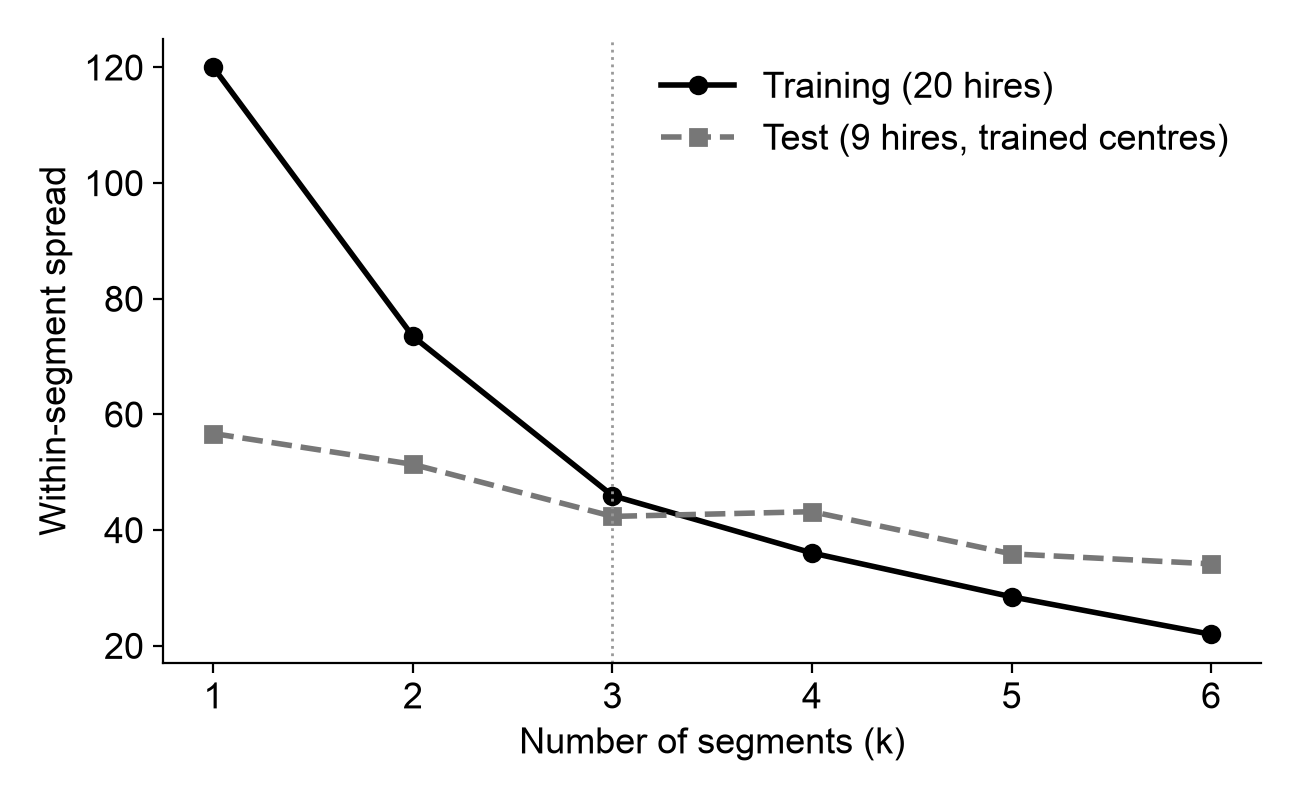 Training (20 hires)
Test (9 hires, trained centres)
Within-segment spread
120
100
80
60
40
20
1 2 3 4 5 6
Number of segments (k)